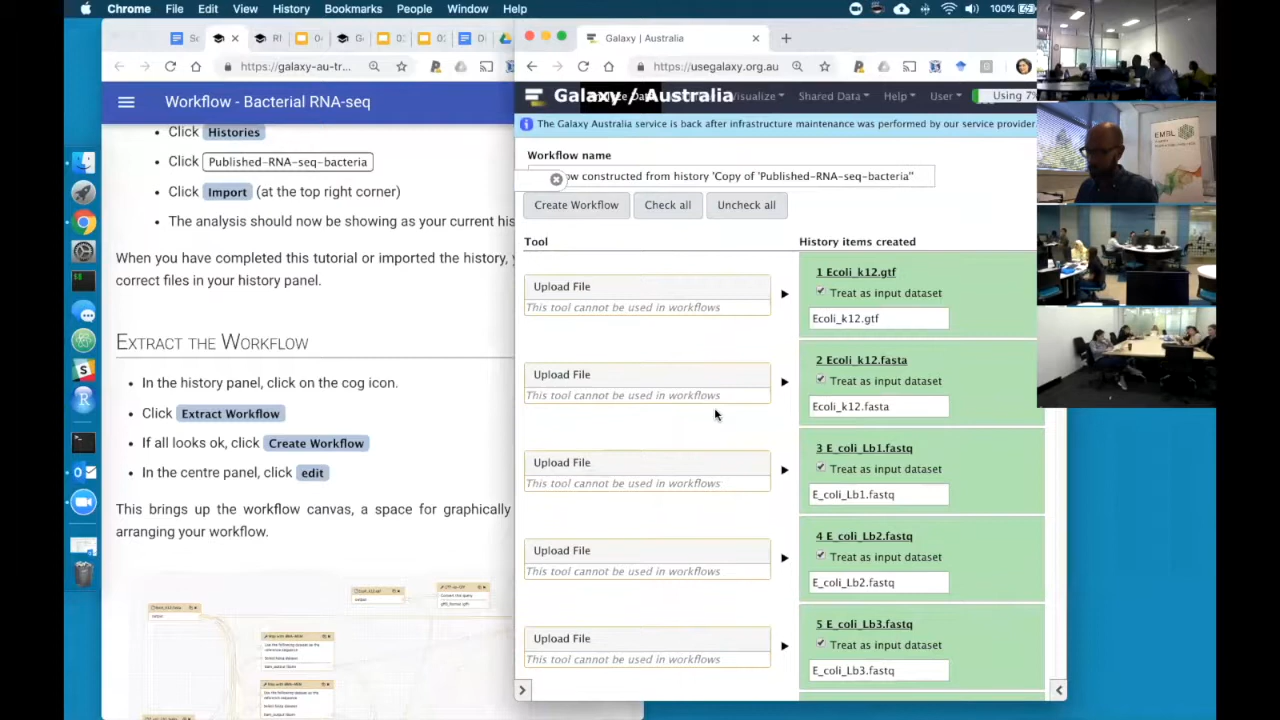 Chrome File Edit View History Bookmarks People Window Help 100%
https://galaxy-au-tr
Workflow - Bacterial RNA-seq
Click Histories
Click Published-RNA-seq-bacteria
Click Import (at the top right corner)
The analysis should now be showing as your current his
When you have completed this tutorial or imported the history,
correct files in your history panel.
EXTRACT THE WORKFLOW
In the history panel, click on the cog icon.
Click Extract Workflow
If all looks ok, click Create Workflow
In the centre panel, click edit
This brings up the workflow canvas, a space for graphically
arranging your workflow.
Galaxy | Australia
https://usegalaxy.org.au
Galaxy / Australia Visualize Shared Data Help User Using 7%
The Galaxy Australia service is back after infrastructure maintenance was performed by our service provider
Workflow name
ow constructed from history 'Copy of 'Published-RNA-seq-bacteria''
Create Workflow Check all Uncheck all
Tool History items created
Upload File
This tool cannot be used in workflows
1 Ecoli_k12.gtf
Treat as input dataset
Ecoli_k12.gtf
Upload File
This tool cannot be used in workflows
2 Ecoli_k12.fasta
Treat as input dataset
Ecoli_k12.fasta
Upload File
This tool cannot be used in workflows
3 E_coli_Lb1.fastq
Treat as input dataset
E_coli_Lb1.fastq
Upload File
This tool cannot be used in workflows
4 E_coli_Lb2.fastq
Treat as input dataset
E_coli_Lb2.fastq
Upload File
This tool cannot be used in workflows
5 E_coli_Lb3.fastq
Treat as input dataset
E_coli_Lb3.fastq
EMBL